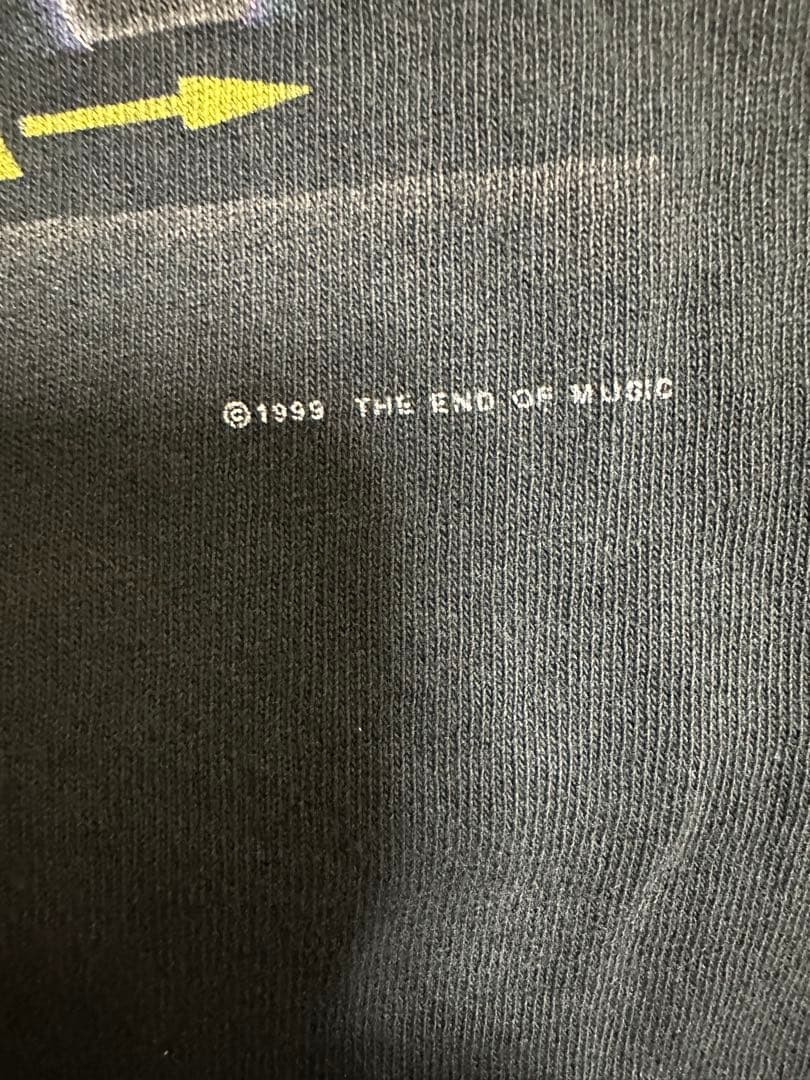 ©1999 THE END OF MUSIC